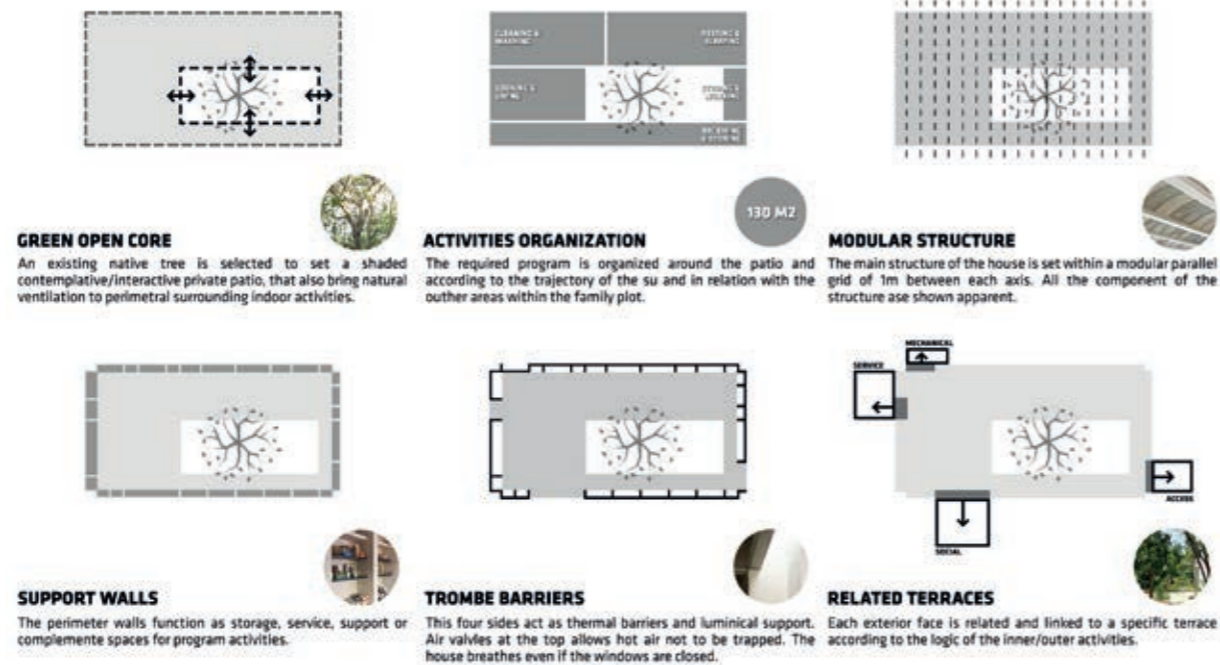 CLEANING &
WASHING
RESTING &
SLEEPING
COOKING &
LIVING
RECEIVING
130 M2
GREEN OPEN CORE
An existing native tree is selected to set a shaded
contemplative/interactive private patio, that also bring natural
ventilation to perimetral surrounding indoor activities.
ACTIVITIES ORGANIZATION
The required program is organized around the patio and
according to the trajectory of the su and in relation with the
outher areas within the family plot.
MODULAR STRUCTURE
The main structure of the house is set within a modular parallel
grid of 1m between each axis. All the component of the
structure ase shown apparent.
MECHANICAL
SERVICE
ACCESS
SOCIAL
SUPPORT WALLS
The perimeter walls function as storage, service, support or
complemente spaces for program activities.
TROMBE BARRIERS
This four sides act as thermal barriers and luminical support.
Air valvles at the top allows hot air not to be trapped. The
house breathes even if the windows are closed.
RELATED TERRACES
Each exterior face is related and linked to a specific terrace
according to the logic of the inner/outer activities.